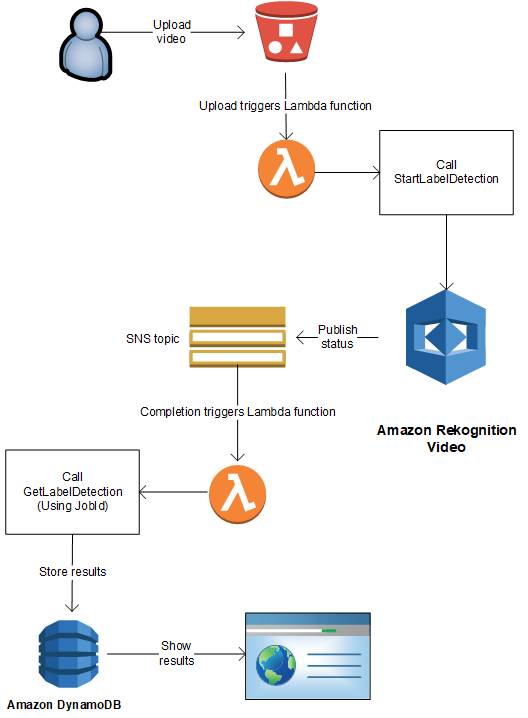 Upload
video
Upload triggers Lambda function
Call
StartLabelDetection
SNS topic
Publish
status
Amazon Rekognition
Video
Completion triggers Lambda function
Call
GetLabelDetection
(Using JobId)
Store results
Show
results
Amazon DynamoDB